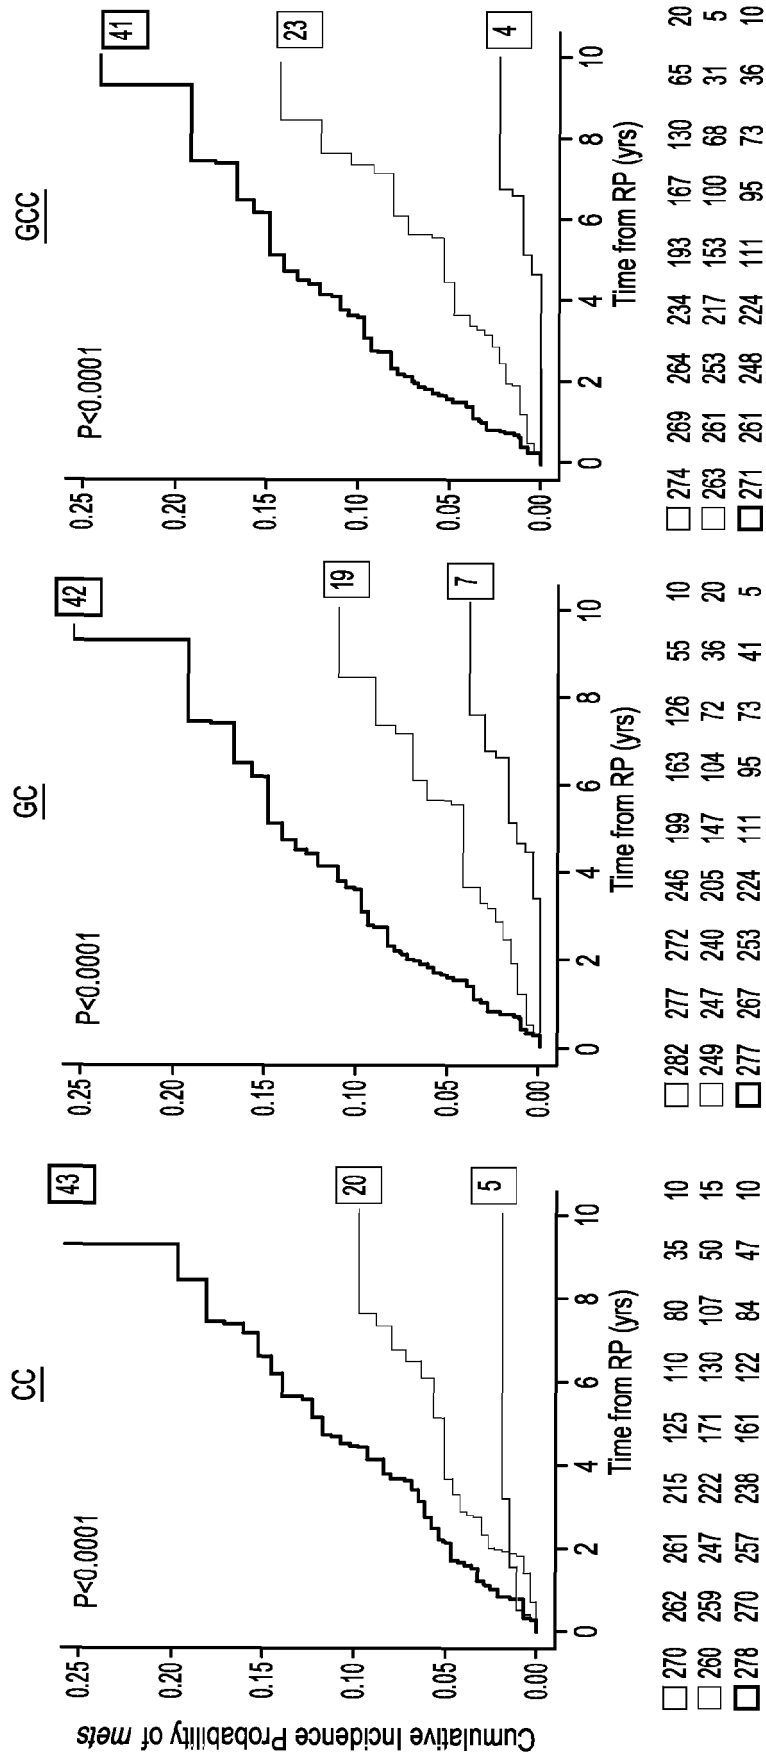 CC
P<0.0001
Cumulative Incidence Probability of mets
0.25
0.20
0.15
0.10
0.05
0.00
43
20
5
0 2 4 6 8 10
Time from RP (yrs)
270 262 261 215 125 110 80 35 10
260 259 247 222 171 130 107 50 15
278 270 257 238 161 122 84 47 10
GC
P<0.0001
0.25
0.20
0.15
0.10
0.05
0.00
42
19
7
0 2 4 6 8 10
Time from RP (yrs)
282 277 272 246 199 163 126 55 10
249 247 240 205 147 104 72 36 20
277 267 253 224 111 95 73 41 5
GCC
P<0.0001
0.25
0.20
0.15
0.10
0.05
0.00
41
23
4
0 2 4 6 8 10
Time from RP (yrs)
274 269 264 234 193 167 130 65 20
263 261 253 217 153 100 68 31 5
271 261 248 224 111 95 73 36 10